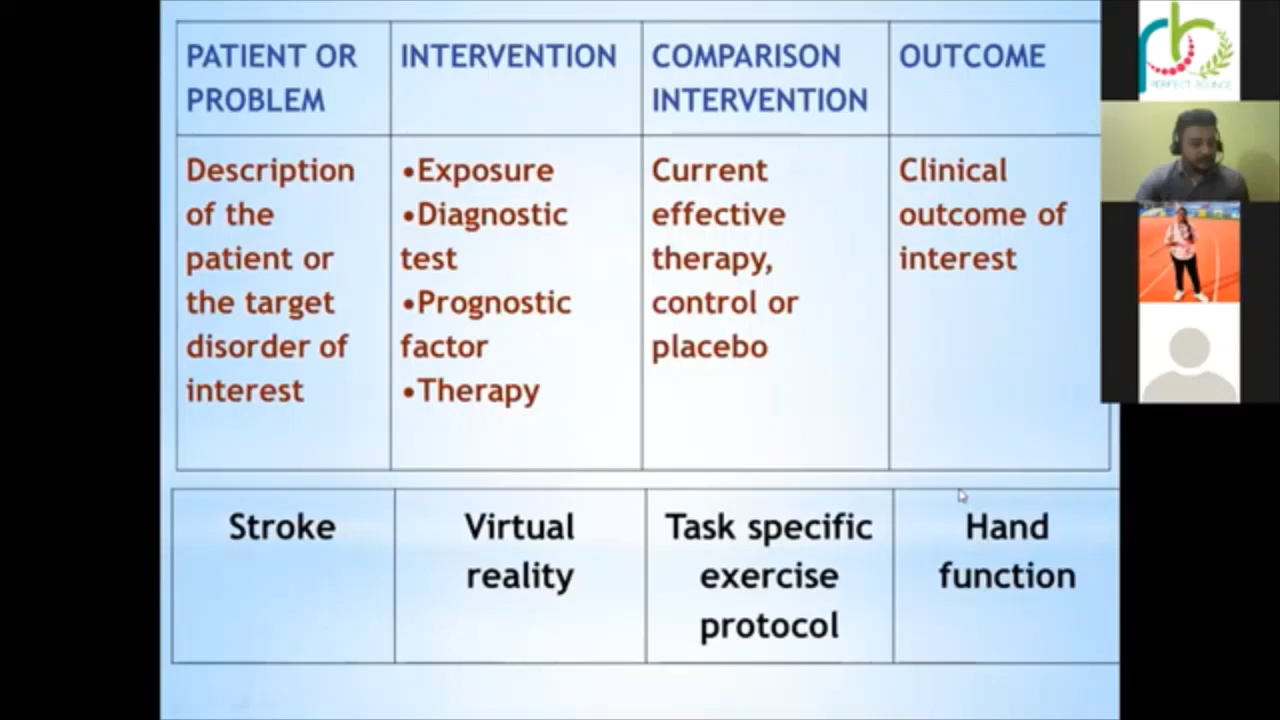 PATIENT OR
PROBLEM
INTERVENTION
COMPARISON
INTERVENTION
OUTCOME
Description
of the
patient or
the target
disorder of
interest
•Exposure
•Diagnostic
test
•Prognostic
factor
•Therapy
Current
effective
therapy,
control or
placebo
Clinical
outcome of
interest
Stroke
Virtual
reality
Task specific
exercise
protocol
Hand
function